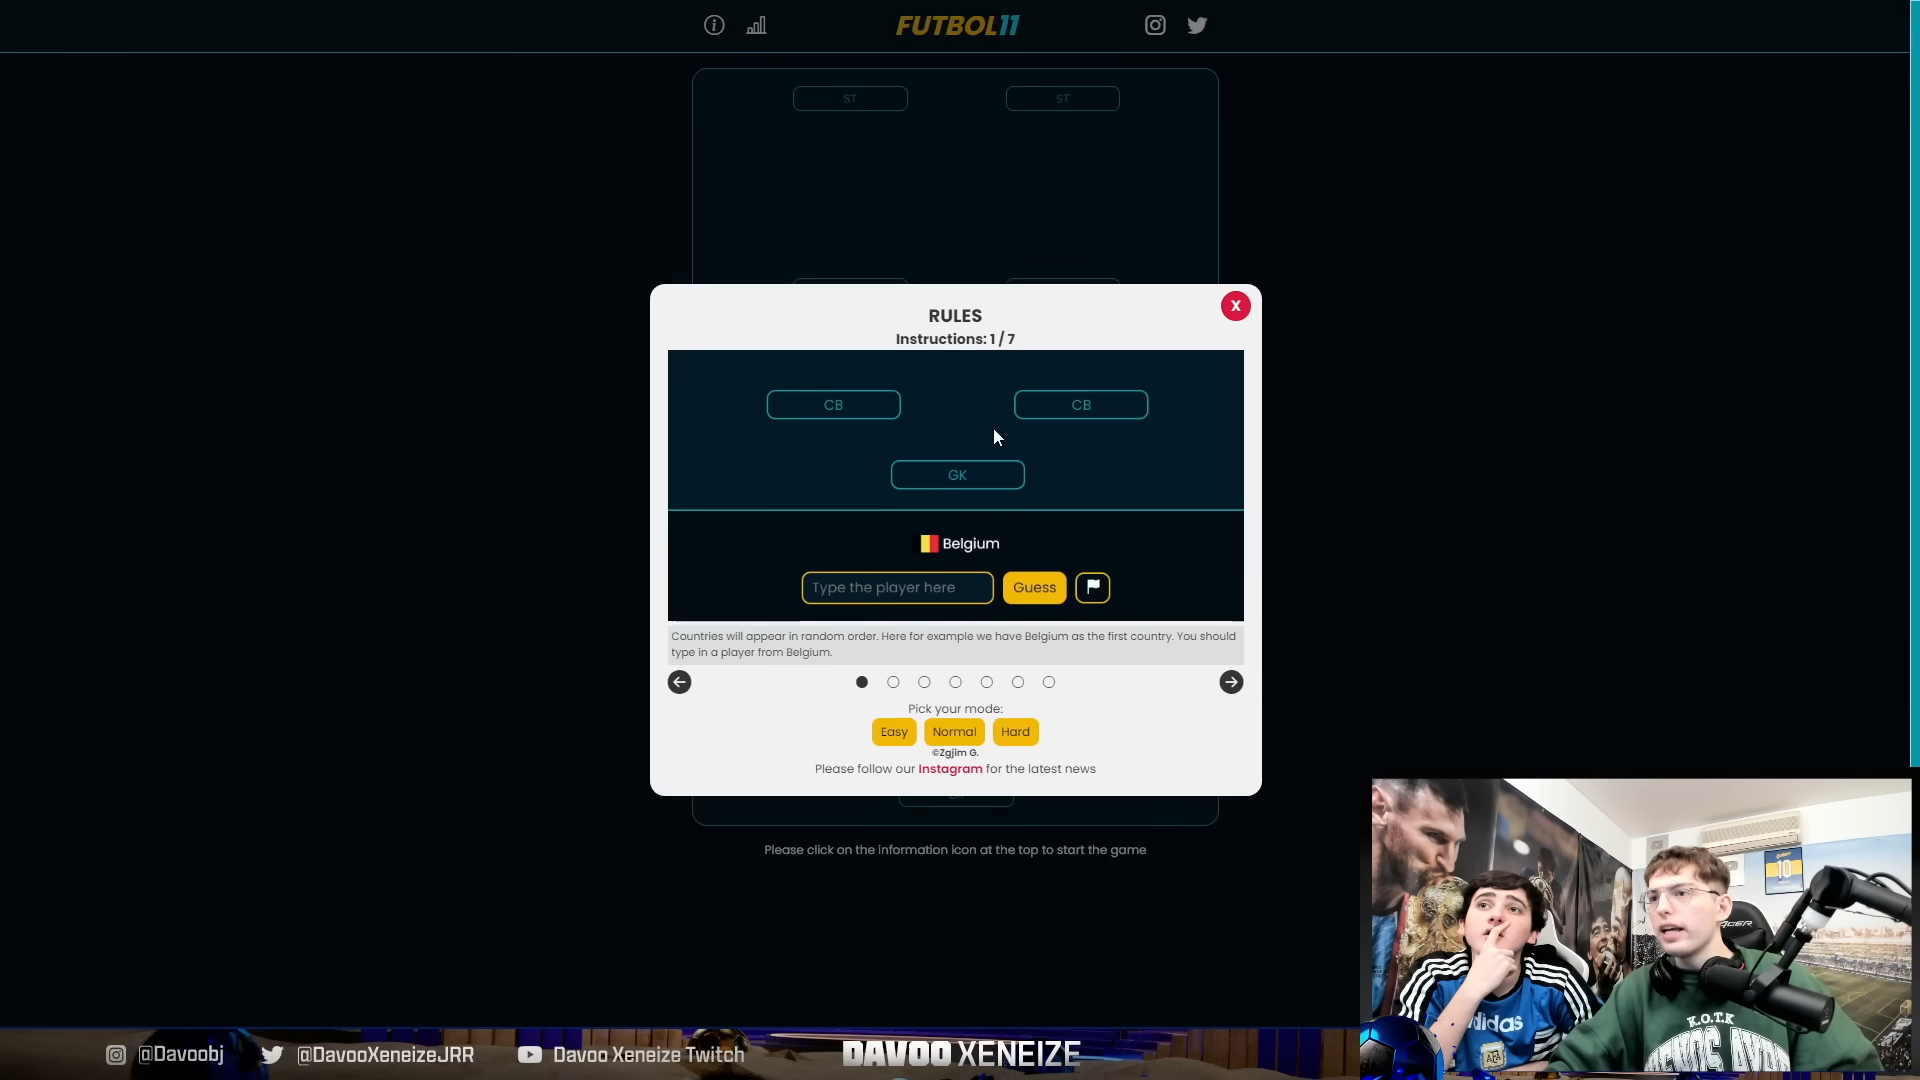 FUTBOL11
ST ST
RULES
X
Instructions: 1 / 7
CB CB
GK
Belgium
Type the player here Guess
Countries will appear in random order. Here for example we have Belgium as the first country. You should
type in a player from Belgium.
Pick your mode:
Easy Normal Hard
©Zgjim G.
Please follow our Instagram for the latest news
Please click on the information icon at the top to start the game
10
adidas
AFA
K.O.T.K
@Davoobj @DavooXeneizeJRR Davoo Xeneize Twitch DAVOO XENEIZE